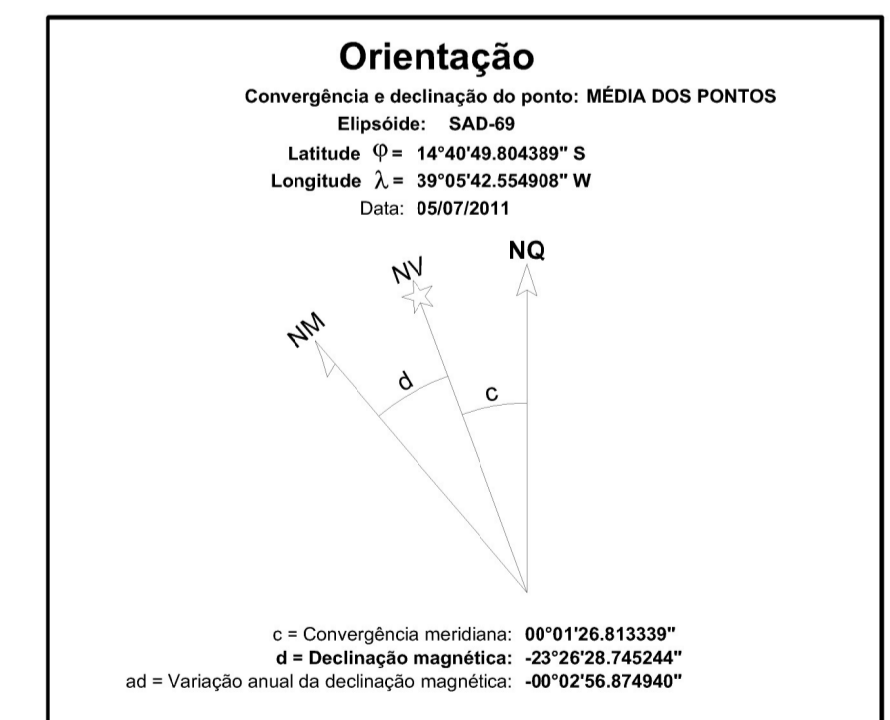 Orientação
Convergência e declinação do ponto: MÉDIA DOS PONTOS
Elipsóide: SAD-69
Latitude φ = 14°40'49.804389" S
Longitude λ = 39°05'42.554908" W
Data: 05/07/2011
NQ
NV
NM
d
c
c = Convergência meridiana: 00°01'26.813339"
d = Declinação magnética: -23°26'28.745244"
ad = Variação anual da declinação magnética: -00°02'56.874940"